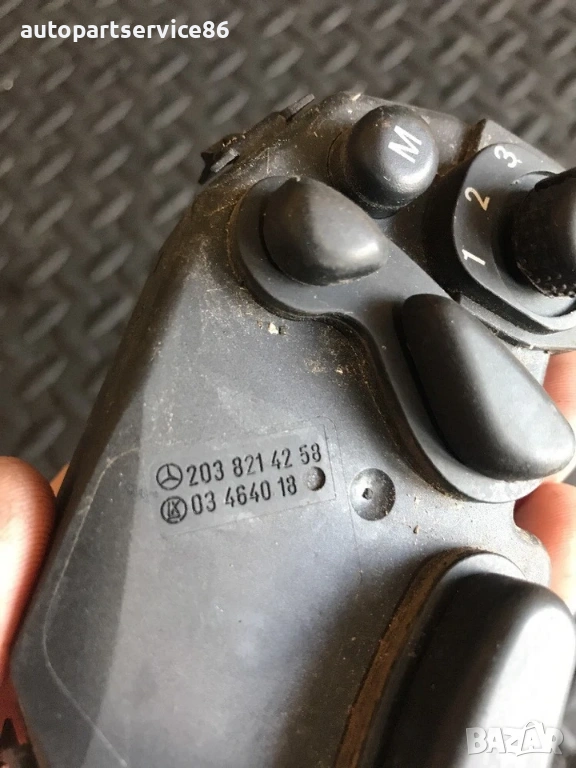 autopartservice86
M
1 2 3
203 821 42 58
03 4640 18
BAZAR